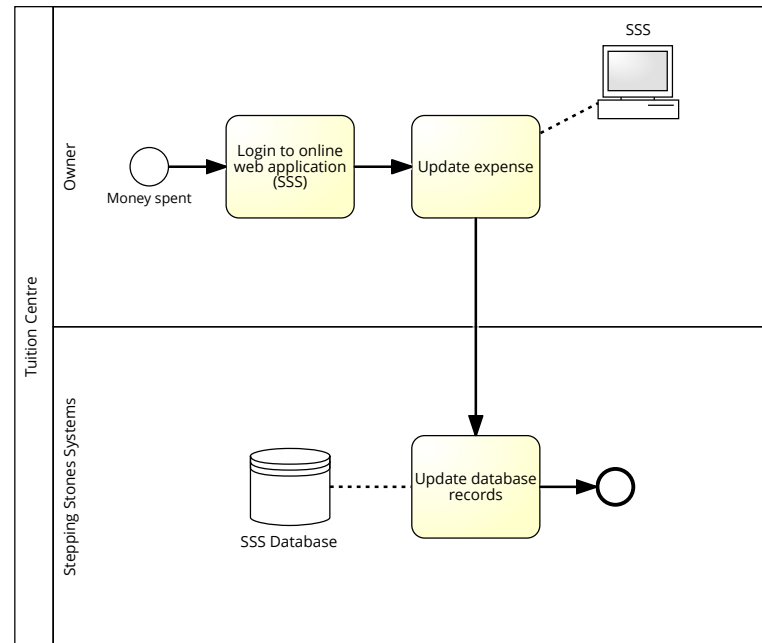 Tuition Centre
Owner
SSS
Money spent
Login to online
web application
(SSS)
Update expense
Stepping Stones Systems
SSS Database
Update database
records